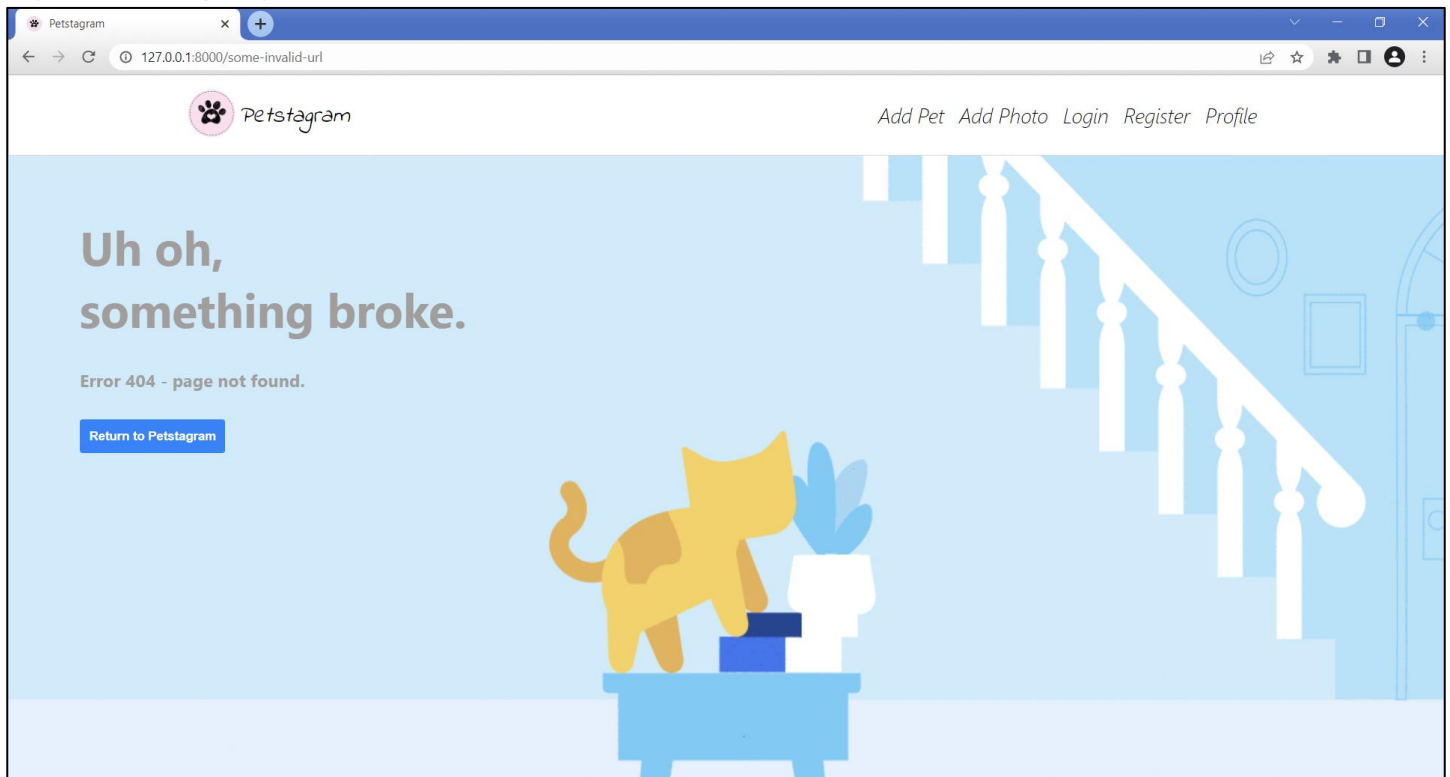 Petstagram
127.0.0.1:8000/some-invalid-url
Petstagram
Add Pet Add Photo Login Register Profile
Uh oh,
something broke.
Error 404 - page not found.
Return to Petstagram